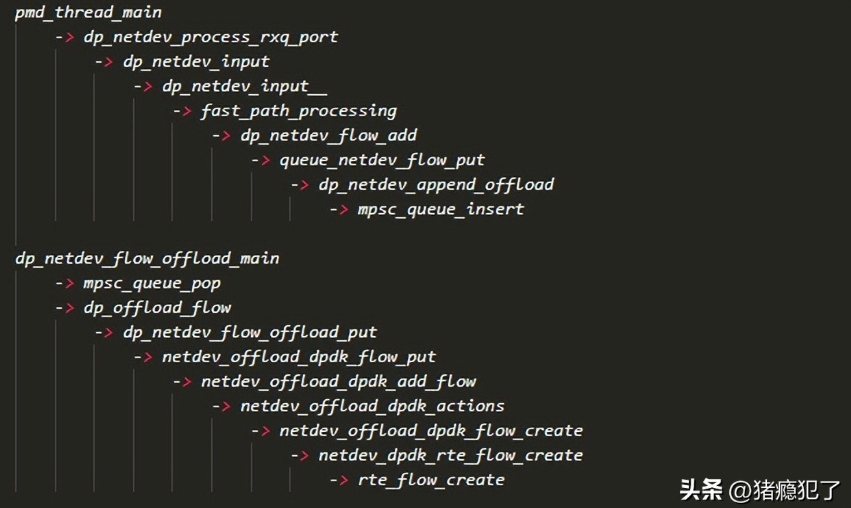 pmd_thread_main
-> dp_netdev_process_rxq_port
-> dp_netdev_input
-> dp_netdev_input__
-> fast_path_processing
-> dp_netdev_flow_add
-> queue_netdev_flow_put
-> dp_netdev_append_offload
-> mpsc_queue_insert
dp_netdev_flow_offload_main
-> mpsc_queue_pop
-> dp_offload_flow
-> dp_netdev_flow_offload_put
-> netdev_offload_dpdk_flow_put
-> netdev_offload_dpdk_add_flow
-> netdev_offload_dpdk_actions
-> netdev_offload_dpdk_flow_create
-> netdev_dpdk_rte_flow_create
-> rte_flow_create
头条 @猪瘾犯了